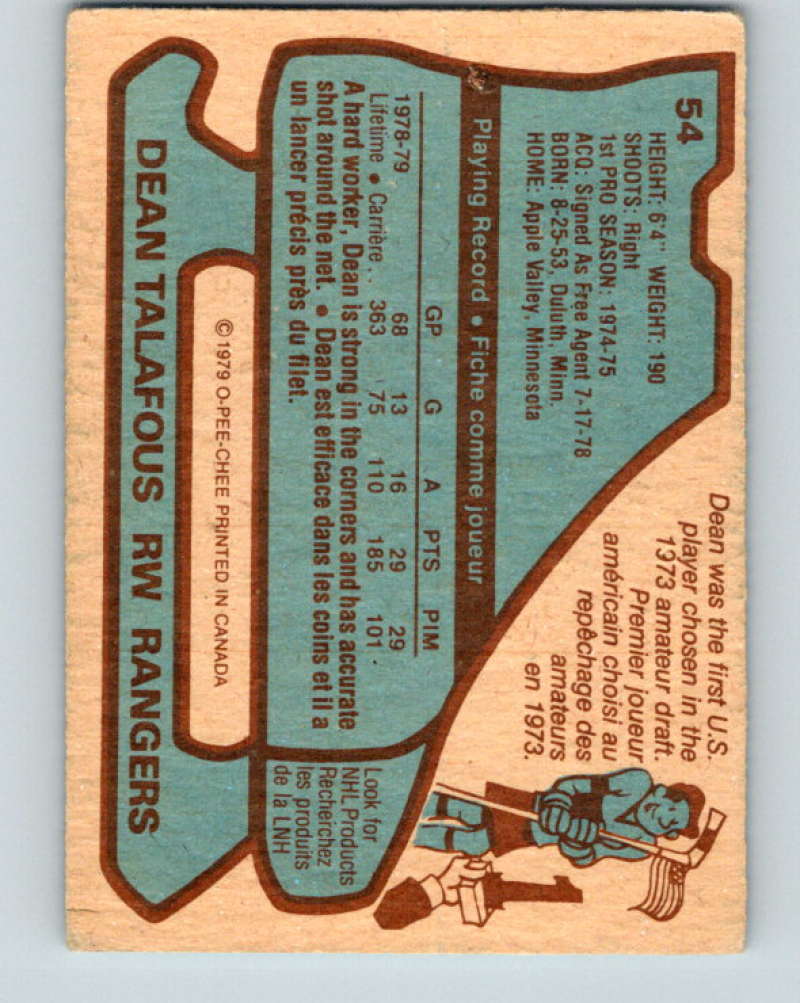 54
HEIGHT: 6'4" WEIGHT: 190
SHOOTS: Right
1st PRO SEASON: 1974-75
ACQ: Signed As Free Agent 7-17-78
BORN: 8-25-53, Duluth, Minn.
HOME: Apple Valley, Minnesota
Dean was the first U.S.
player chosen in the
1973 amateur draft.
Premier joueur
américain choisi au
repêchage des
amateurs
en 1973.
Playing Record • Fiche comme joueur
GP G A PTS PIM
1978-79 68 13 16 29 29
Lifetime • Carrière.. 363 75 110 185 101
A hard worker, Dean is strong in the corners and has accurate
shot around the net. • Dean est efficace dans les coins et il a
un lancer précis près du filet.
1
Look for
NHL Products
Recherchez
les produits
de la LNH
© 1979 O-PEE-CHEE PRINTED IN CANADA
DEAN TALAFOUS RW RANGERS